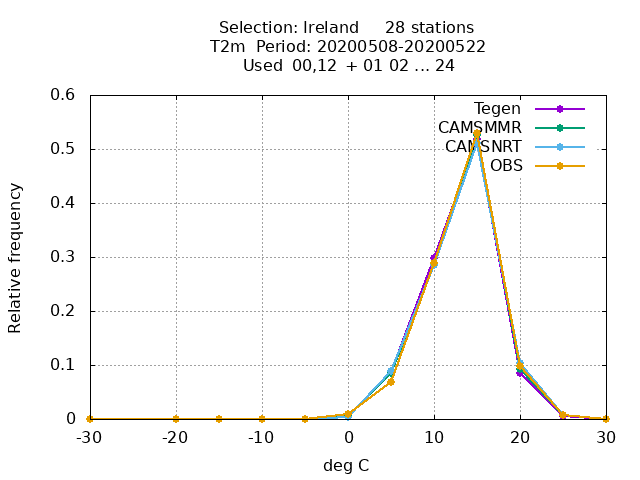 Selection: Ireland 28 stations
T2m Period: 20200508-20200522
Used 00,12 + 01 02 ... 24
0.6
0.5
0.4
0.3
0.2
0.1
0
Relative frequency
Tegen
CAMSMMR
CAMSNRT
OBS
-30 -20 -10 0 10 20 30
deg C